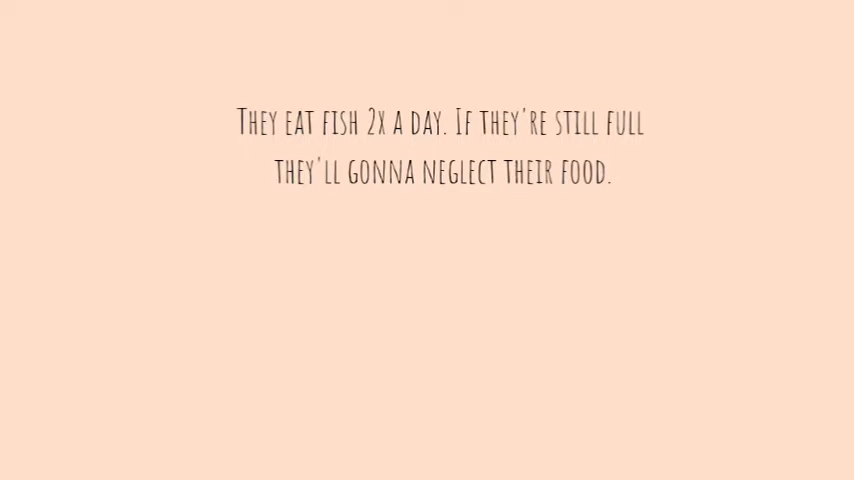 They eat fish 2x a day. If they're still full
they'll gonna neglect their food.